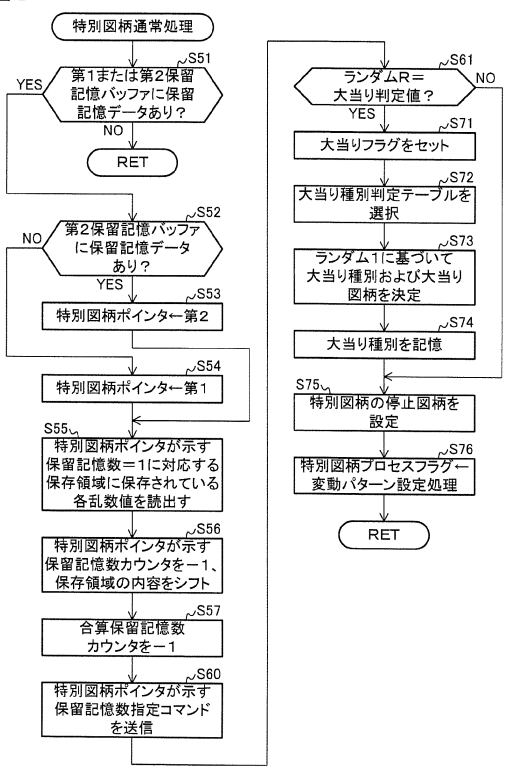 特別図柄通常処理
S51
第1または第2保留
記憶バッファに保留
記憶データあり？
YES
NO
RET
S52
第2保留記憶バッファ
に保留記憶データ
あり？
NO
YES
S53
特別図柄ポインタ←第2
S54
特別図柄ポインタ←第1
S55
特別図柄ポインタが示す
保留記憶数＝1に対応する
保存領域に保存されている
各乱数値を読出す
S56
特別図柄ポインタが示す
保留記憶数カウンタを－1、
保存領域の内容をシフト
S57
合算保留記憶数
カウンタを－1
S60
特別図柄ポインタが示す
保留記憶数指定コマンド
を送信
S61
ランダムR＝
大当り判定値？
NO
YES
S71
大当りフラグをセット
S72
大当り種別判定テーブルを
選択
S73
ランダム1に基づいて
大当り種別および大当り
図柄を決定
S74
大当り種別を記憶
S75
特別図柄の停止図柄を
設定
S76
特別図柄プロセスフラグ←
変動パターン設定処理
RET